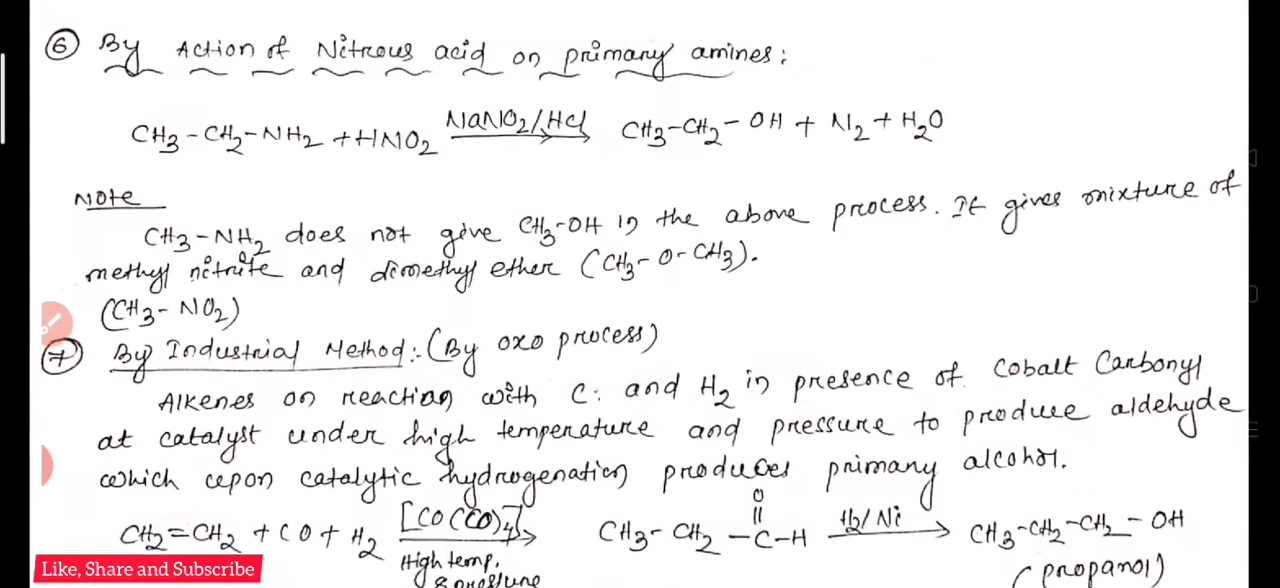 ⑥ By Action of Nitrous acid on primary amines:
CH3-CH2-NH2 + HNO2 NaNO2/HCl → CH3-CH2-OH + N2 + H2O
Note
CH3-NH2 does not give CH3-OH in the above process. It gives mixture of
methyl nitrite and dimethyl ether (CH3-O-CH3).
(CH3-NO2)
⑦ By Industrial Method:- (By oxo process)
Alkenes on reaction with C: and H2 in presence of Cobalt Carbonyl
at catalyst under high temperature and pressure to produce aldehyde
which upon catalytic hydrogenation produces primary alcohol.
CH2=CH2 + CO + H2 [CO(CO)4] → High temp. & pressure CH3-CH2-C(=O)-H H2/Ni → CH3-CH2-CH2-OH
(propanol)
Like, Share and Subscribe